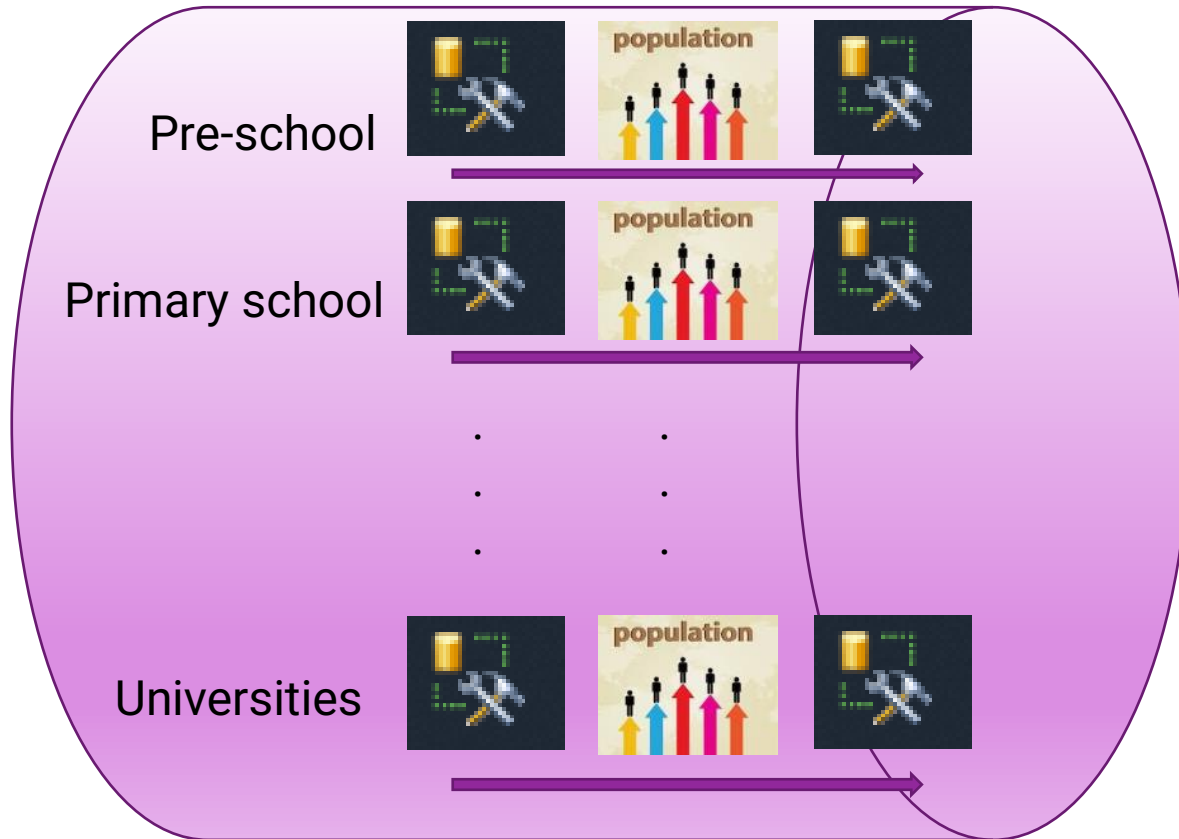 population
Pre-school
population
Primary school
.   .
.   .
.   .
population
Universities